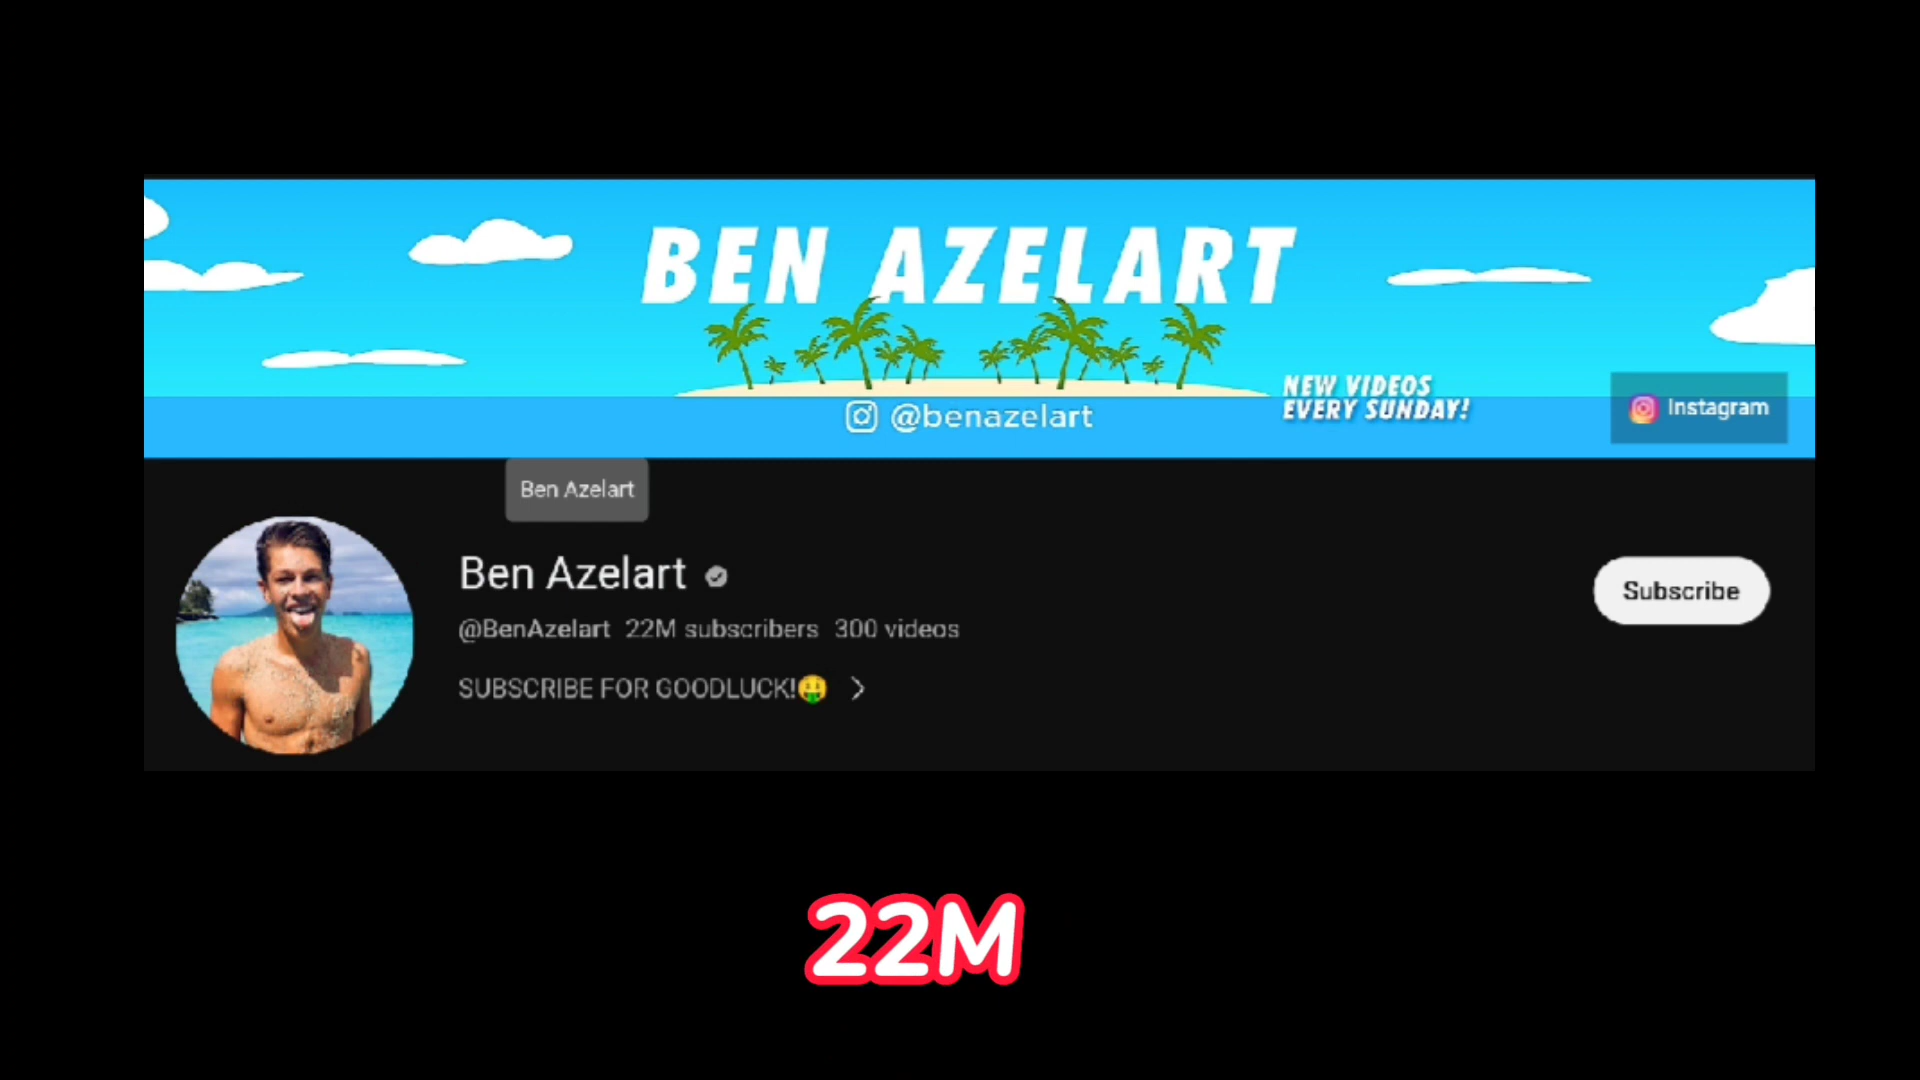 BEN AZELART
@benazelart
NEW VIDEOS
EVERY SUNDAY!
Instagram
Ben Azelart
Ben Azelart
@BenAzelart 22M subscribers 300 videos
SUBSCRIBE FOR GOODLUCK!🤑
Subscribe
22M